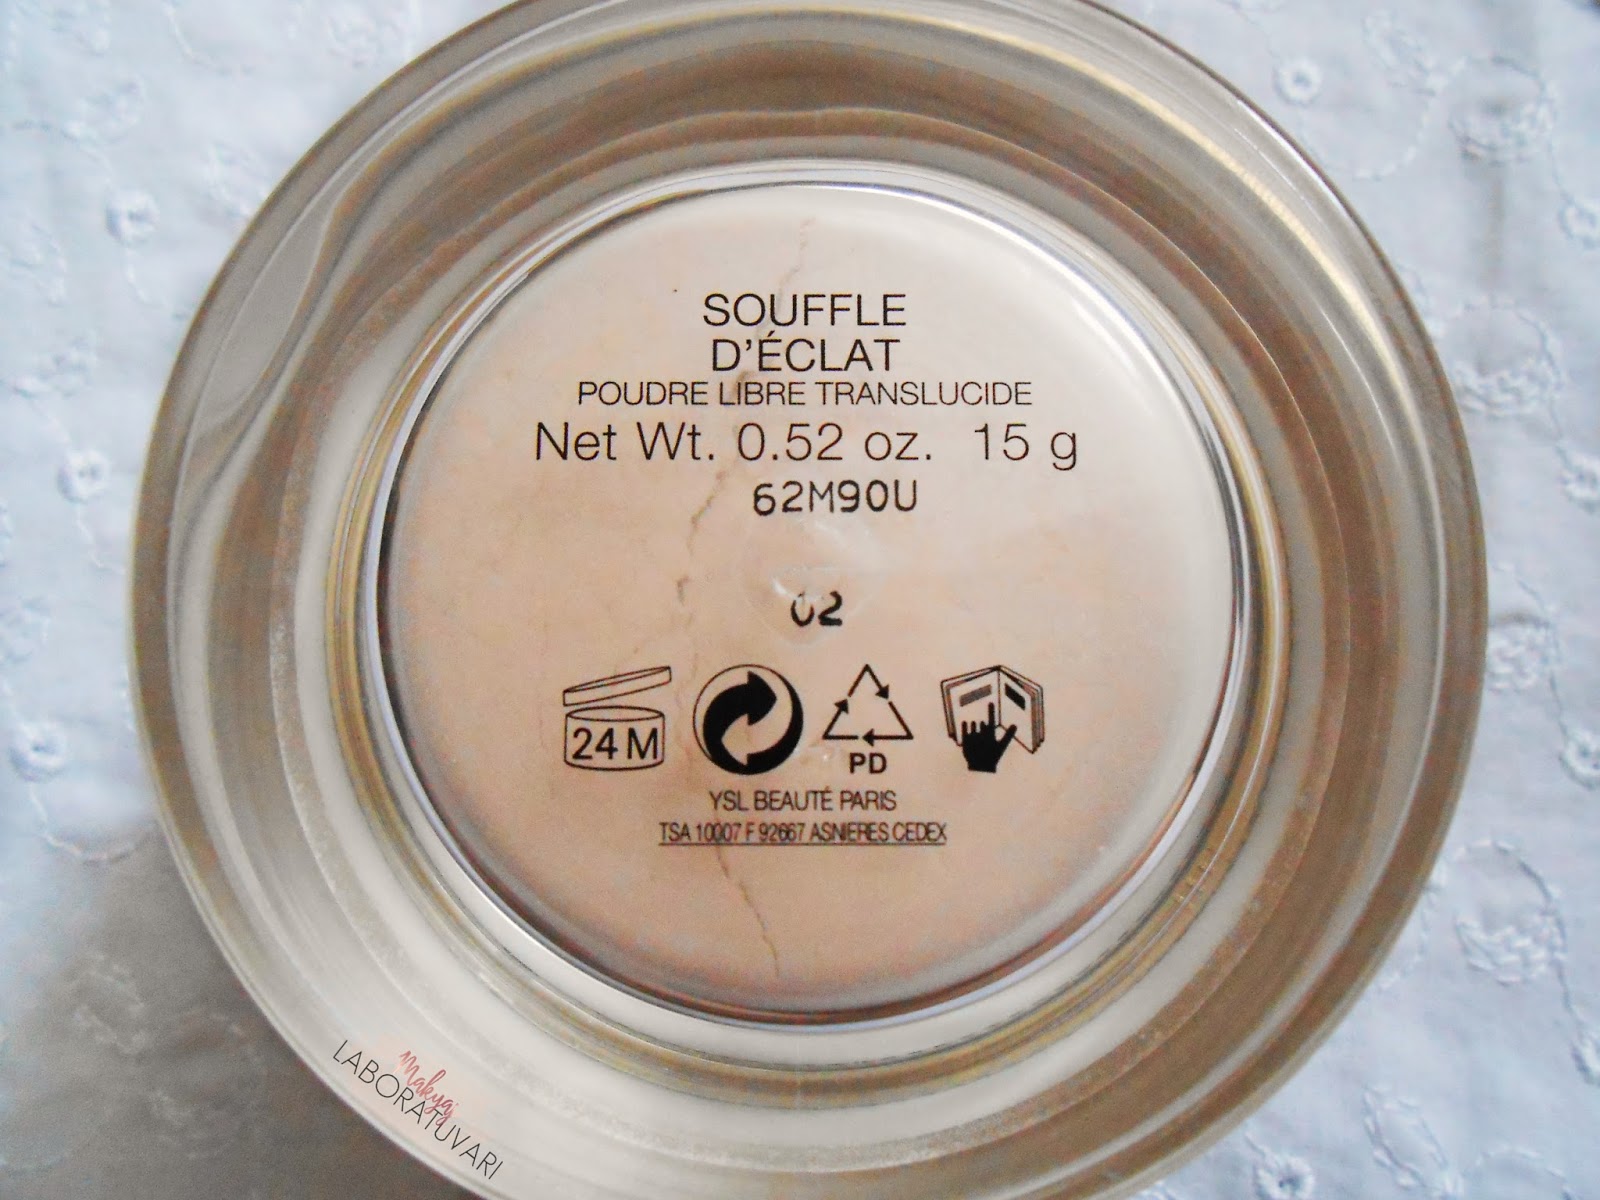 SOUFFLE
D'ÉCLAT
POUDRE LIBRE TRANSLUCIDE
Net Wt. 0.52 oz. 15 g
62M90U
02
24 M
PD
YSL BEAUTÉ PARIS
TSA 10007 F 92667 ASNIERES CEDEX
Makyaj
LABORATUVARI